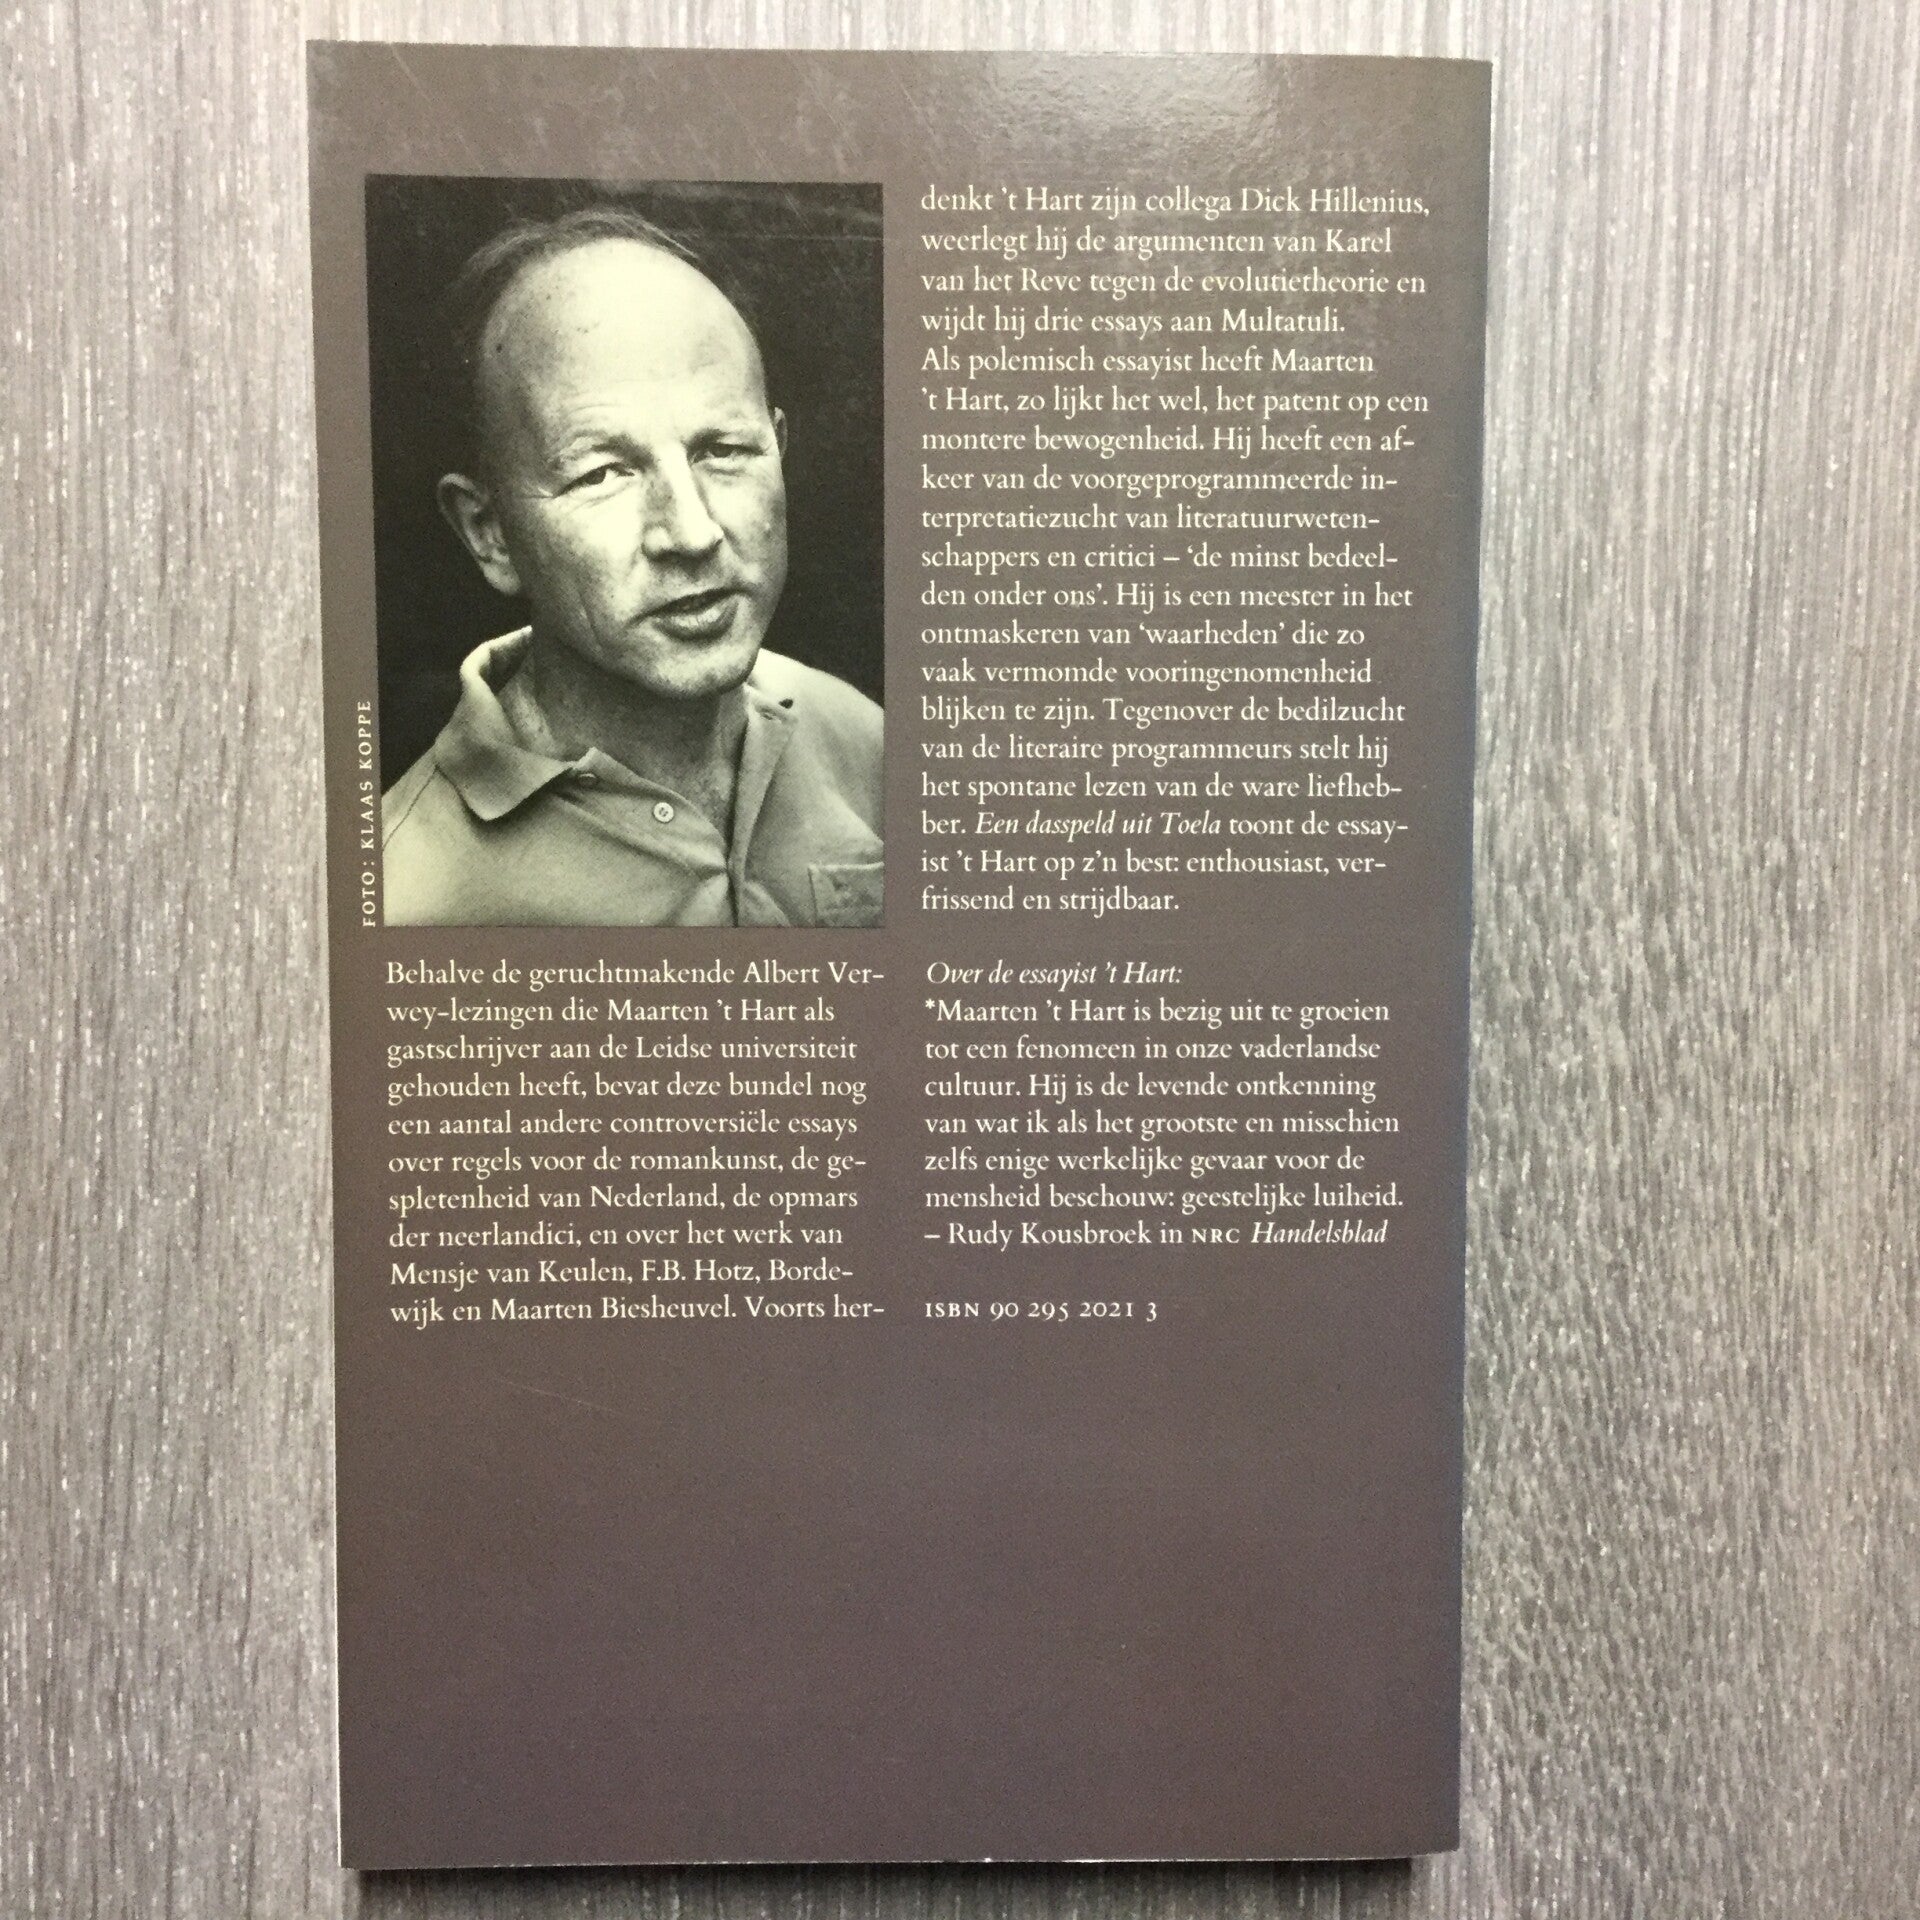 FOTO: KLAAS KOPPE
Behalve de geruchtmakende Albert Ver-
wey-lezingen die Maarten ’t Hart als
gastschrijver aan de Leidse universiteit
gehouden heeft, bevat deze bundel nog
een aantal andere controversiële essays
over regels voor de romankunst, de ge-
spletenheid van Nederland, de opmars
der neerlandici, en over het werk van
Mensje van Keulen, F.B. Hotz, Borde-
wijk en Maarten Biesheuvel. Voorts her-
denkt ’t Hart zijn collega Dick Hillenius,
weerlegt hij de argumenten van Karel
van het Reve tegen de evolutietheorie en
wijdt hij drie essays aan Multatuli.
Als polemisch essayist heeft Maarten
’t Hart, zo lijkt het wel, het patent op een
montere bewogenheid. Hij heeft een af-
keer van de voorgeprogrammeerde in-
terpretatiezucht van literatuurweten-
schappers en critici – ‘de minst bedeel-
den onder ons’. Hij is een meester in het
ontmaskeren van ‘waarheden’ die zo
vaak vermomde vooringenomenheid
blijken te zijn. Tegenover de bedilzucht
van de literaire programmeurs stelt hij
het spontane lezen van de ware liefheb-
ber. Een dasspeld uit Toela toont de essay-
ist ’t Hart op z’n best: enthousiast, ver-
frissend en strijdbaar.
Over de essayist ’t Hart:
*Maarten ’t Hart is bezig uit te groeien
tot een fenomeen in onze vaderlandse
cultuur. Hij is de levende ontkenning
van wat ik als het grootste en misschien
zelfs enige werkelijke gevaar voor de
mensheid beschouw: geestelijke luiheid.
– Rudy Kousbroek in NRC Handelsblad
ISBN 90 295 2021 3